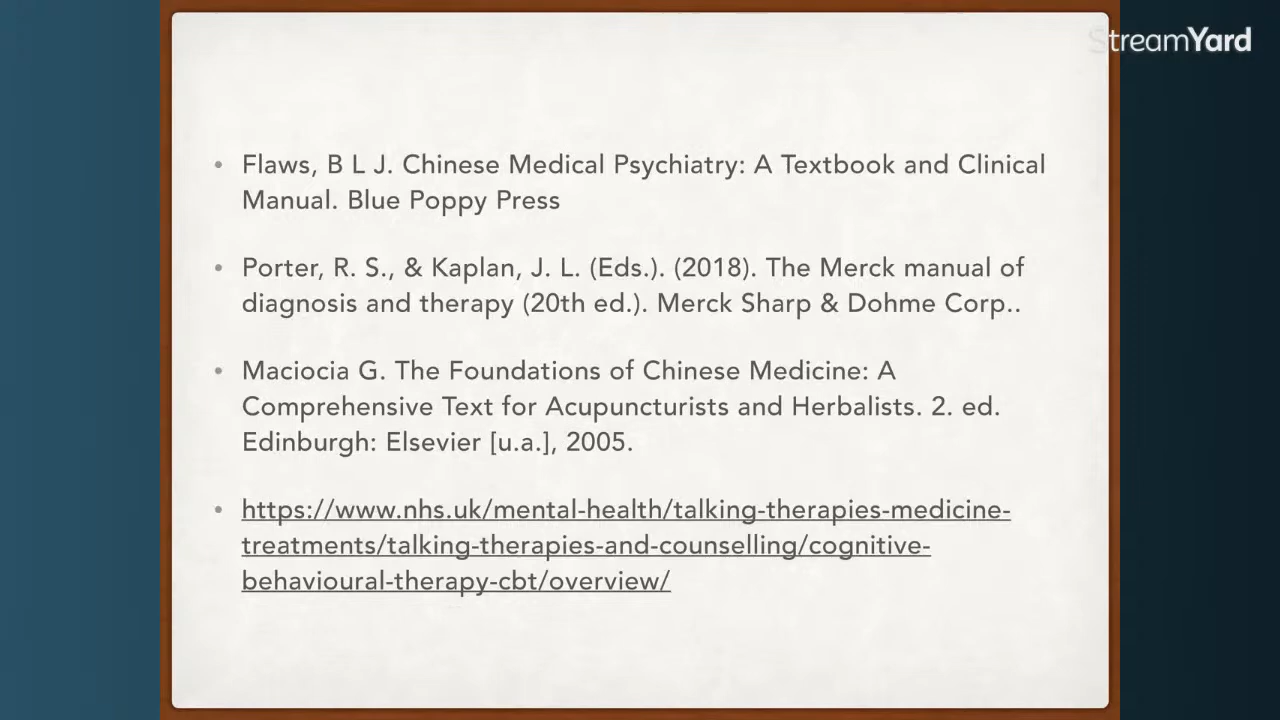 StreamYard
• Flaws, B L J. Chinese Medical Psychiatry: A Textbook and Clinical
Manual. Blue Poppy Press
• Porter, R. S., & Kaplan, J. L. (Eds.). (2018). The Merck manual of
diagnosis and therapy (20th ed.). Merck Sharp & Dohme Corp..
• Maciocia G. The Foundations of Chinese Medicine: A
Comprehensive Text for Acupuncturists and Herbalists. 2. ed.
Edinburgh: Elsevier [u.a.], 2005.
• https://www.nhs.uk/mental-health/talking-therapies-medicine-
treatments/talking-therapies-and-counselling/cognitive-
behavioural-therapy-cbt/overview/